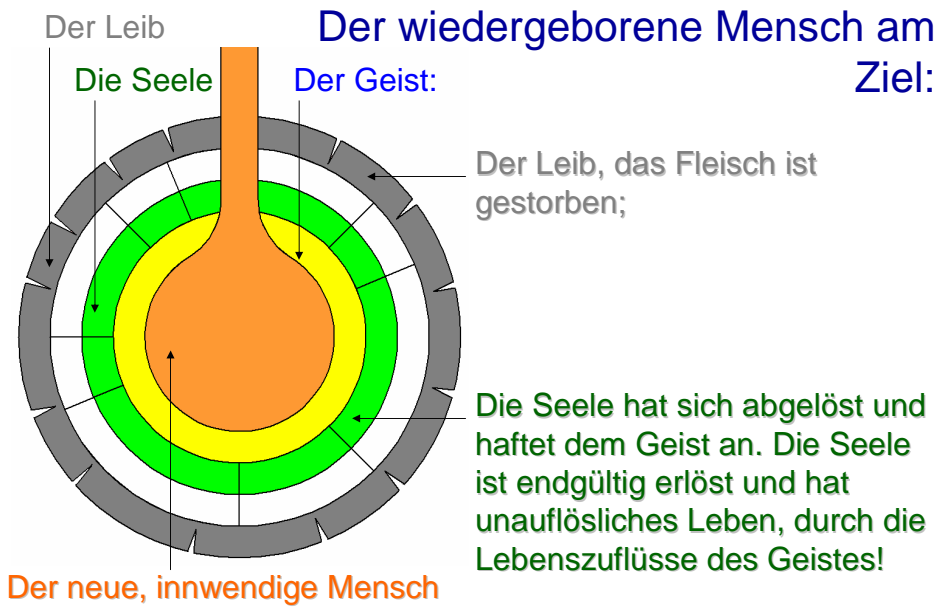 Der wiedergeborene Mensch am
Ziel:
Der Leib
Die Seele
Der Geist:
Der Leib, das Fleisch ist
gestorben;
Die Seele hat sich abgelöst und
haftet dem Geist an. Die Seele
ist endgültig erlöst und hat
unauflösliches Leben, durch die
Lebenszuflüsse des Geistes!
Der neue, innwendige Mensch